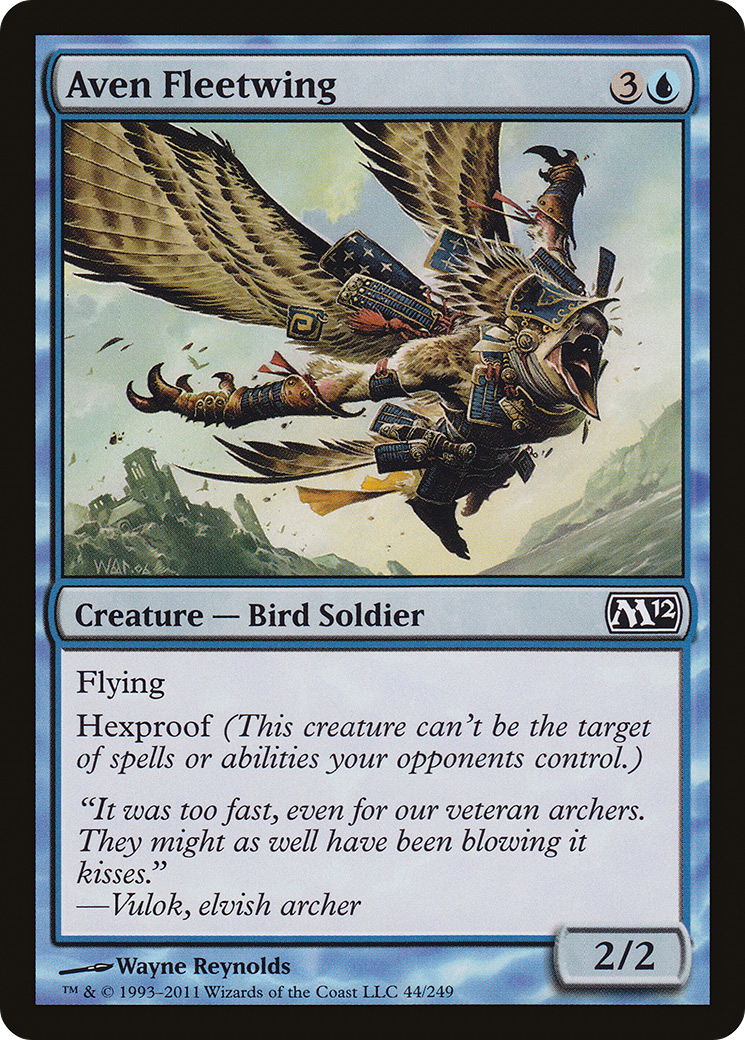 Aven Fleetwing
3
WAR.06
Creature — Bird Soldier
M12
Flying
Hexproof (This creature can't be the target
of spells or abilities your opponents control.)
“It was too fast, even for our veteran archers.
They might as well have been blowing it
kisses.”
—Vulok, elvish archer
2/2
Wayne Reynolds
™ & © 1993–2011 Wizards of the Coast LLC 44/249